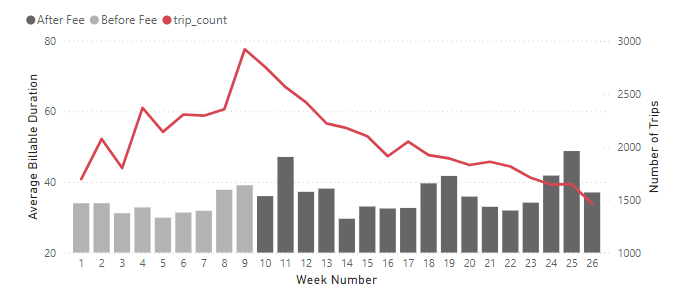 After Fee Before Fee trip_count
80 3000
2500
60
2000
40
1500
20 1000
Average Billable Duration
Number of Trips
1 2 3 4 5 6 7 8 9 10 11 12 13 14 15 16 17 18 19 20 21 22 23 24 25 26
Week Number